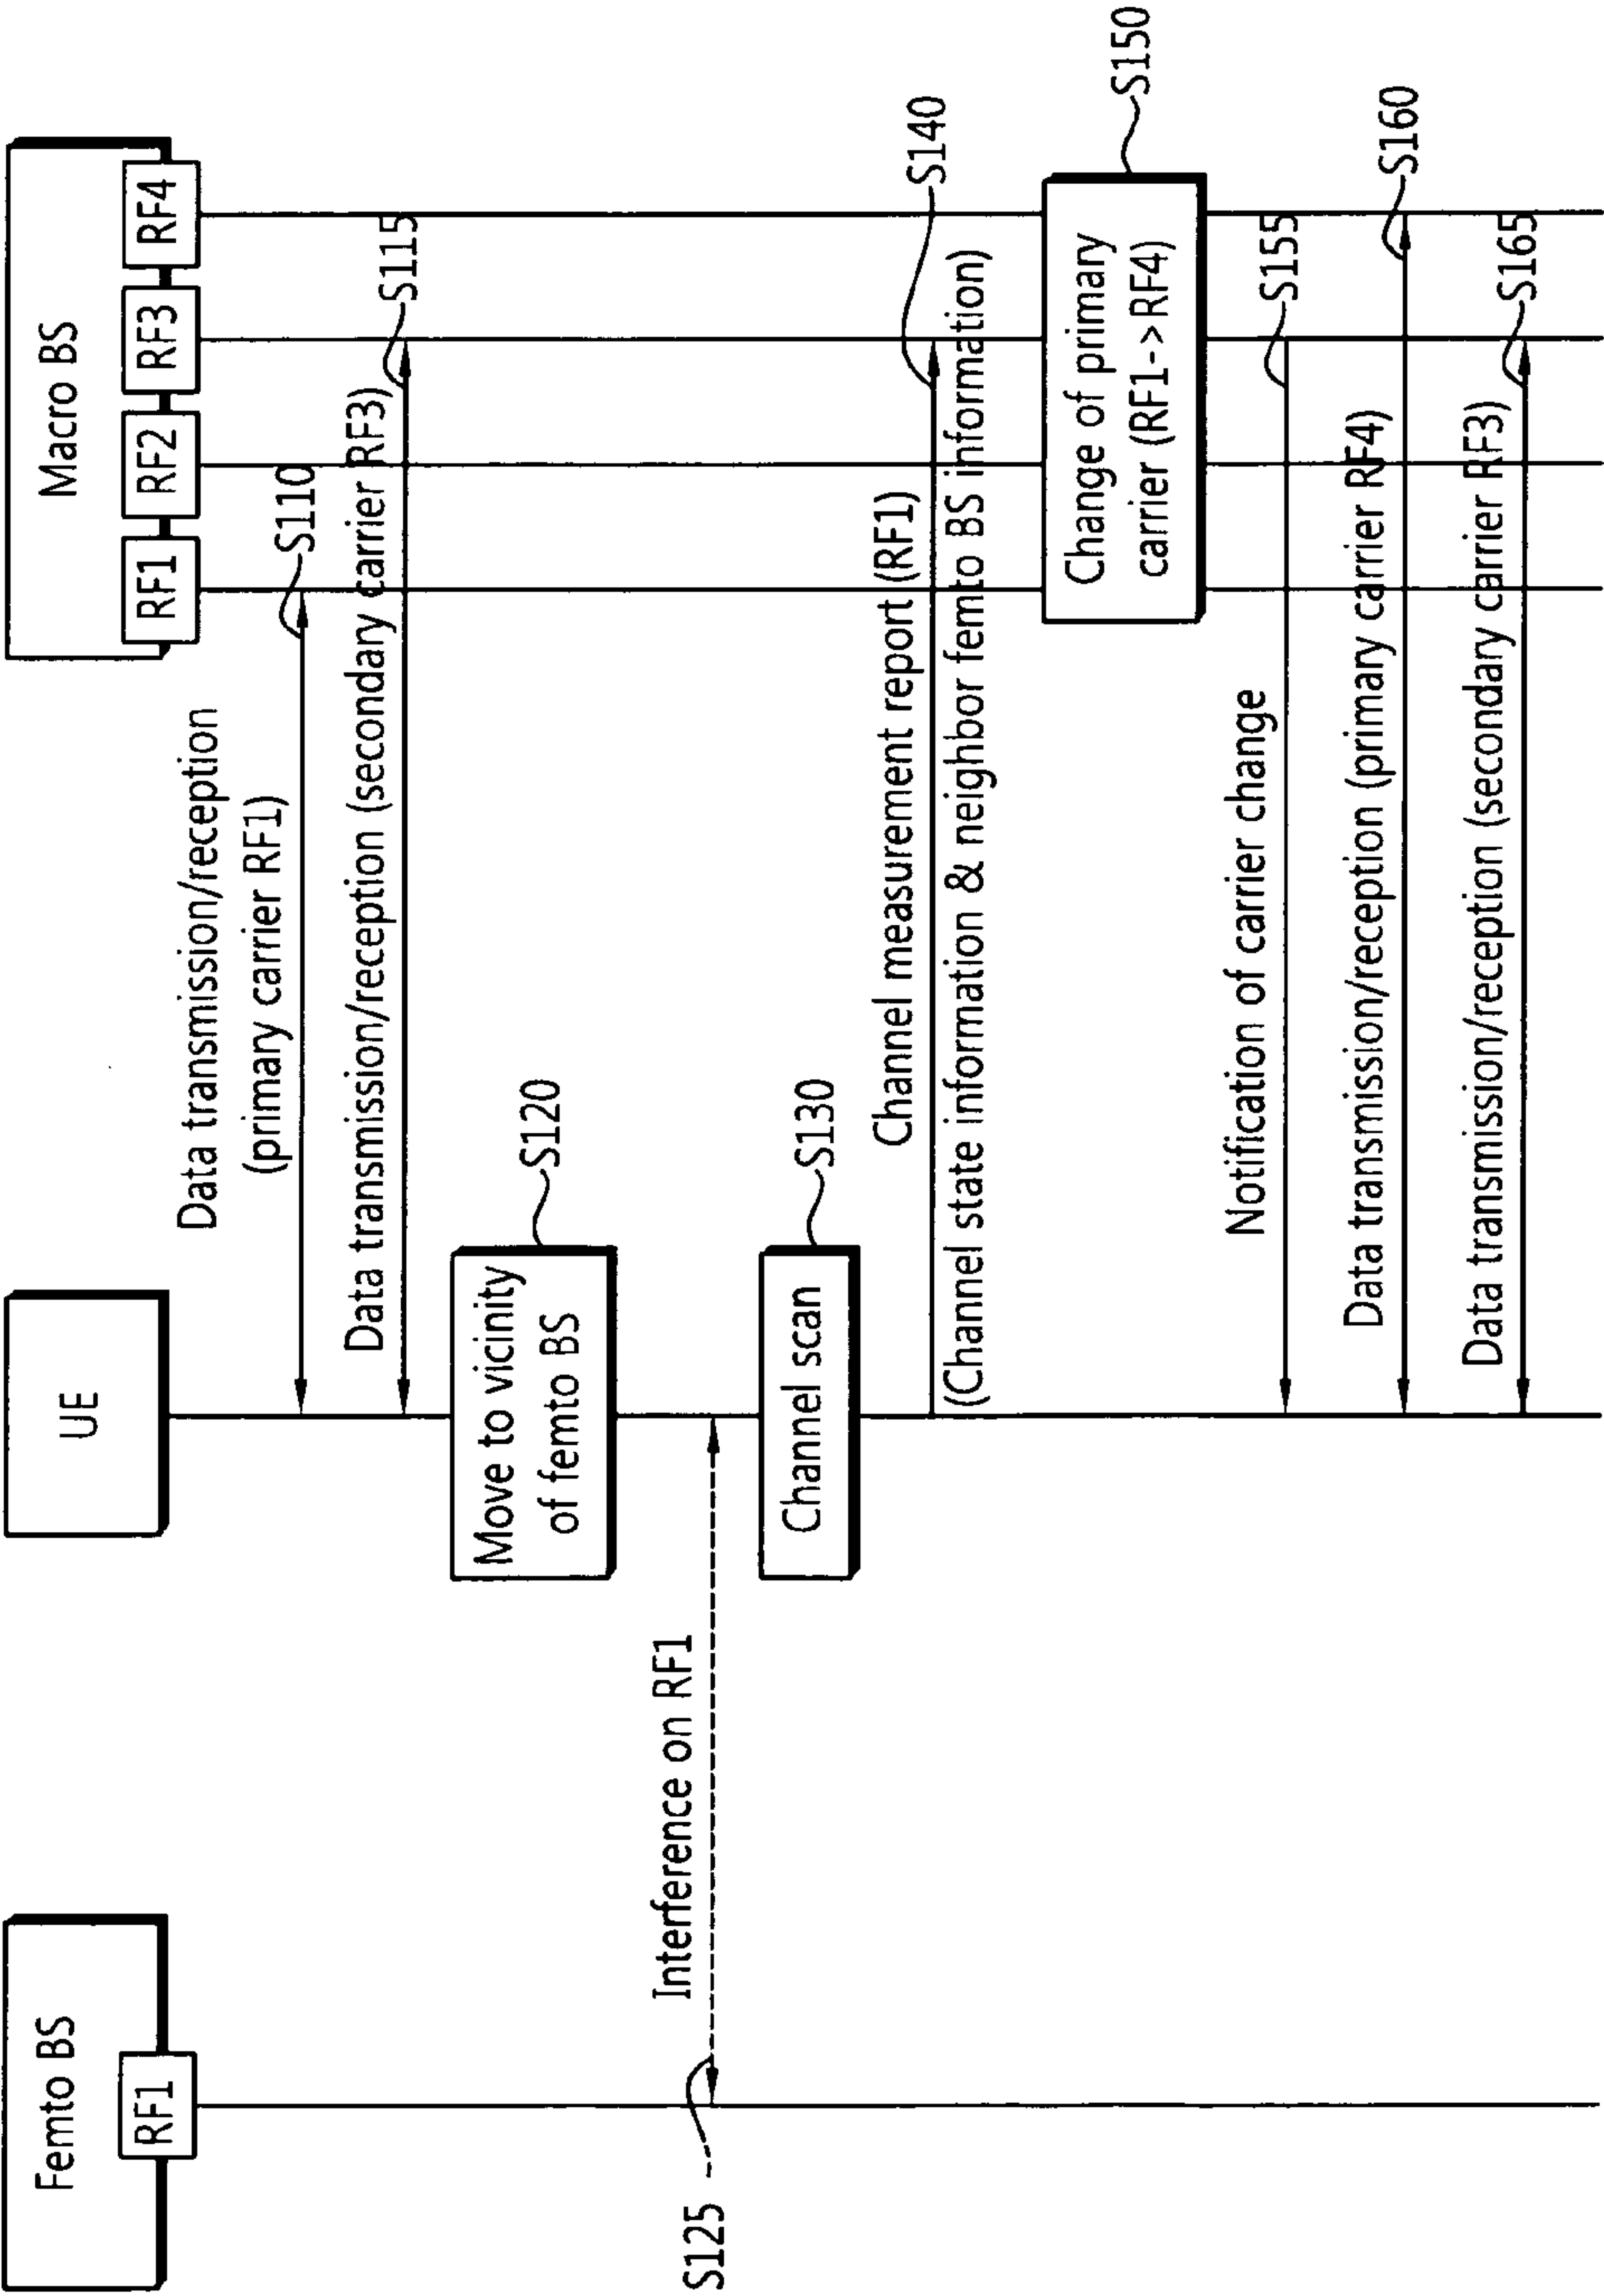 Femto BS
RF1
UE
Macro BS
RF1
RF2
RF3
RF4
Data transmission/reception
(primary carrier RF1)
S110
Data transmission/reception (secondary carrier RF3)
S115
Move to vicinity
of femto BS
S120
Interference on RF1
S125
Channel scan
S130
Channel measurement report (RF1)
(Channel state information & neighbor femto BS information)
S140
Change of primary
carrier (RF1->RF4)
S150
Notification of carrier change
S155
Data transmission/reception (primary carrier RF4)
S160
Data transmission/reception (secondary carrier RF3)
S165